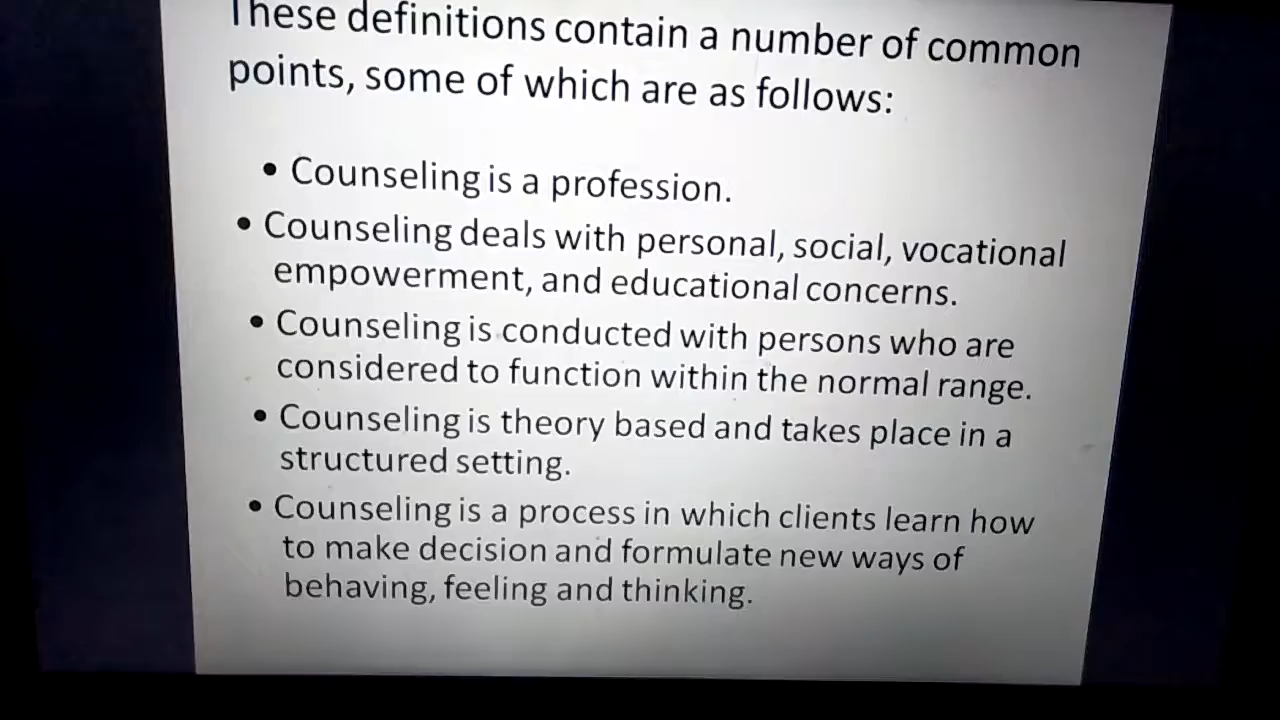 These definitions contain a number of common
points, some of which are as follows:
• Counseling is a profession.
• Counseling deals with personal, social, vocational
empowerment, and educational concerns.
• Counseling is conducted with persons who are
considered to function within the normal range.
• Counseling is theory based and takes place in a
structured setting.
• Counseling is a process in which clients learn how
to make decision and formulate new ways of
behaving, feeling and thinking.